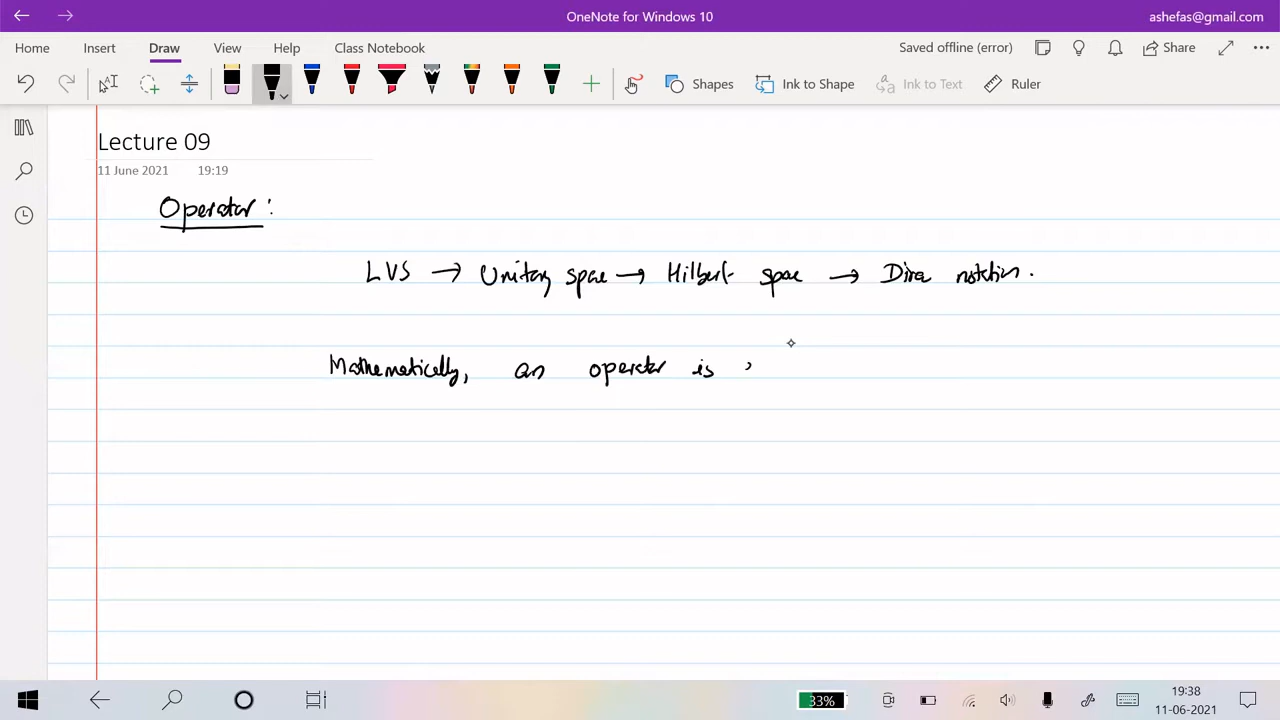 OneNote for Windows 10
ashefas@gmail.com
Home Insert Draw View Help Class Notebook Saved offline (error) Share
Shapes Ink to Shape Ink to Text Ruler
Lecture 09
11 June 2021 19:19
Operator :
LVS → Unitary space → Hilbert space → Dirac notation.
Mathematically, an operator is
33%
19:38
11-06-2021